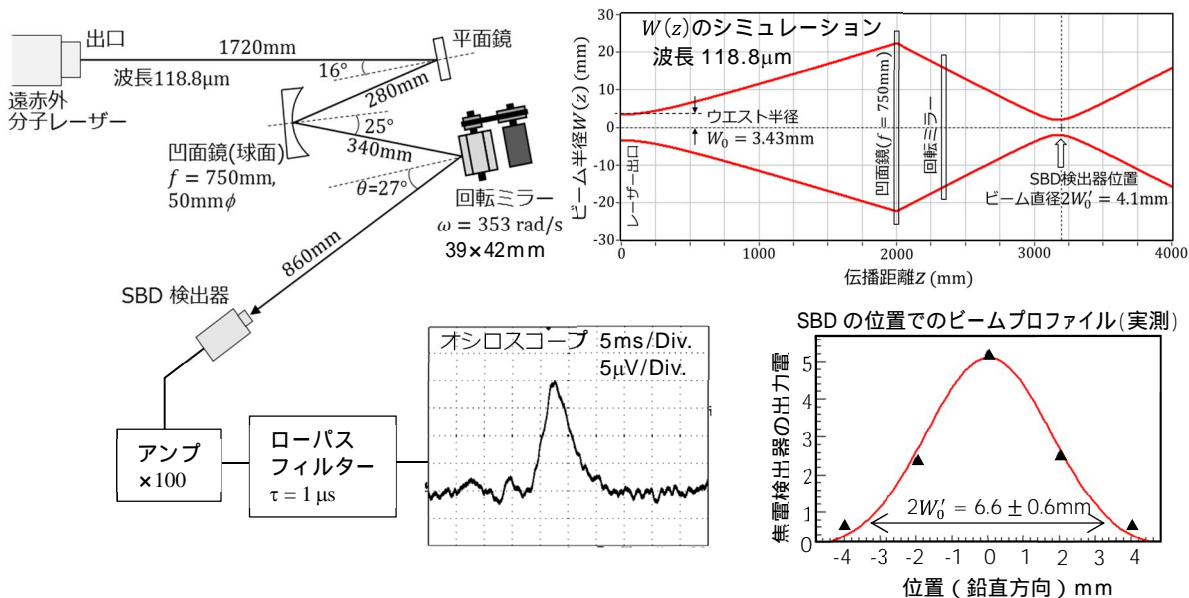 出口
1720mm
平面鏡
波長118.8μm
16°
遠赤外
分子レーザー
280mm
25°
340mm
凹面鏡(球面)
f = 750mm,
50mmϕ
θ=27°
回転ミラー
ω = 353 rad/s
39×42mm
860mm
SBD 検出器
アンプ
×100
ローパス
フィルター
τ = 1 μs
オシロスコープ 5ms/Div.
5μV/Div.
W(z)のシミュレーション
波長 118.8μm
ビーム半径W(z) (mm)
30
20
10
0
-10
-20
-30
ウエスト半径
W₀ = 3.43mm
レーザー出口
凹面鏡(f = 750mm)
回転ミラー
SBD検出器位置
ビーム直径2W₀′ = 4.1mm
0 1000 2000 3000 4000
伝播距離Z (mm)
SBD の位置でのビームプロファイル(実測)
焦電検出器の出力電
5
4
3
2
1
0
2W₀′ = 6.6 ± 0.6mm
-4 -3 -2 -1 0 1 2 3 4
位置 ( 鉛直方向 ) mm